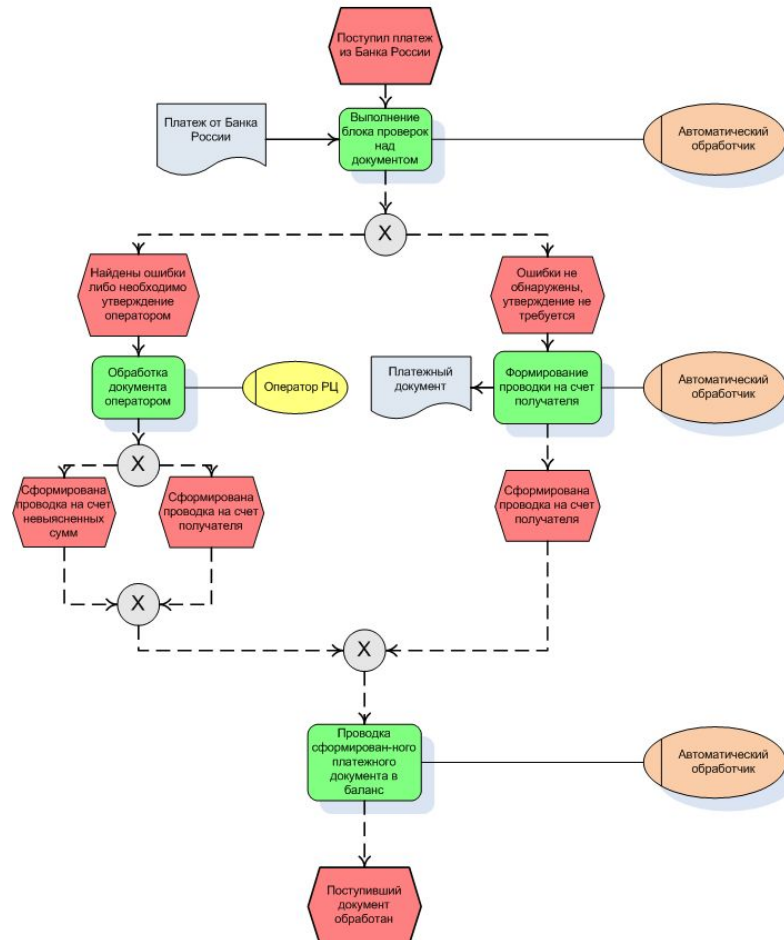 Поступил платеж
из Банка России
Платеж от Банка
России
Выполнение
блока проверок
над
документом
Автоматический
обработчик
X
Найдены ошибки
либо необходимо
утверждение
оператором
Ошибки не
обнаружены,
утверждение не
требуется
Обработка
документа
оператором
Оператор РЦ
Платежный
документ
Формирование
проводки на счет
получателя
Автоматический
обработчик
X
Сформирована
проводка на счет
невыясненных
сумм
Сформирована
проводка на счет
получателя
Сформирована
проводка на счет
получателя
X
X
Проводка
сформирован-ного
платежного
документа в
баланс
Автоматический
обработчик
Поступивший
документ
обработан